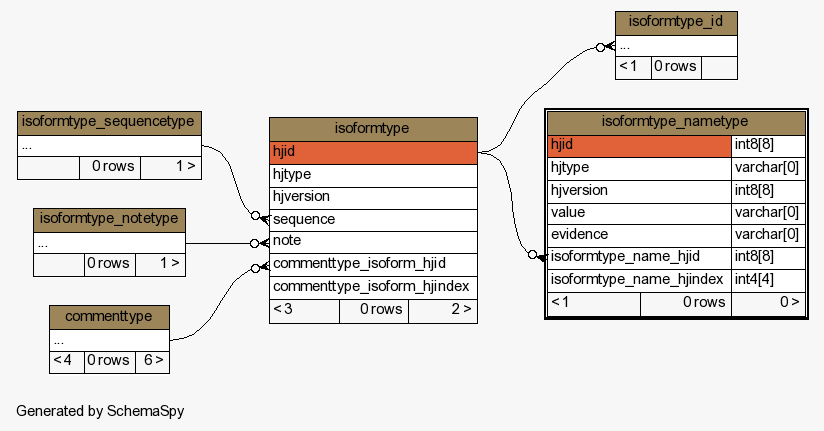 isoformtype_id
...
< 1 0 rows
isoformtype_sequencetype
...
0 rows 1 >
isoformtype_notetype
...
0 rows 1 >
commenttype
...
< 4 0 rows 6 >
isoformtype
hjid
hjtype
hjversion
sequence
note
commenttype_isoform_hjid
commenttype_isoform_hjindex
< 3 0 rows 2 >
isoformtype_nametype
hjid int8[8]
hjtype varchar[0]
hjversion int8[8]
value varchar[0]
evidence varchar[0]
isoformtype_name_hjid int8[8]
isoformtype_name_hjindex int4[4]
< 1 0 rows 0 >
Generated by SchemaSpy